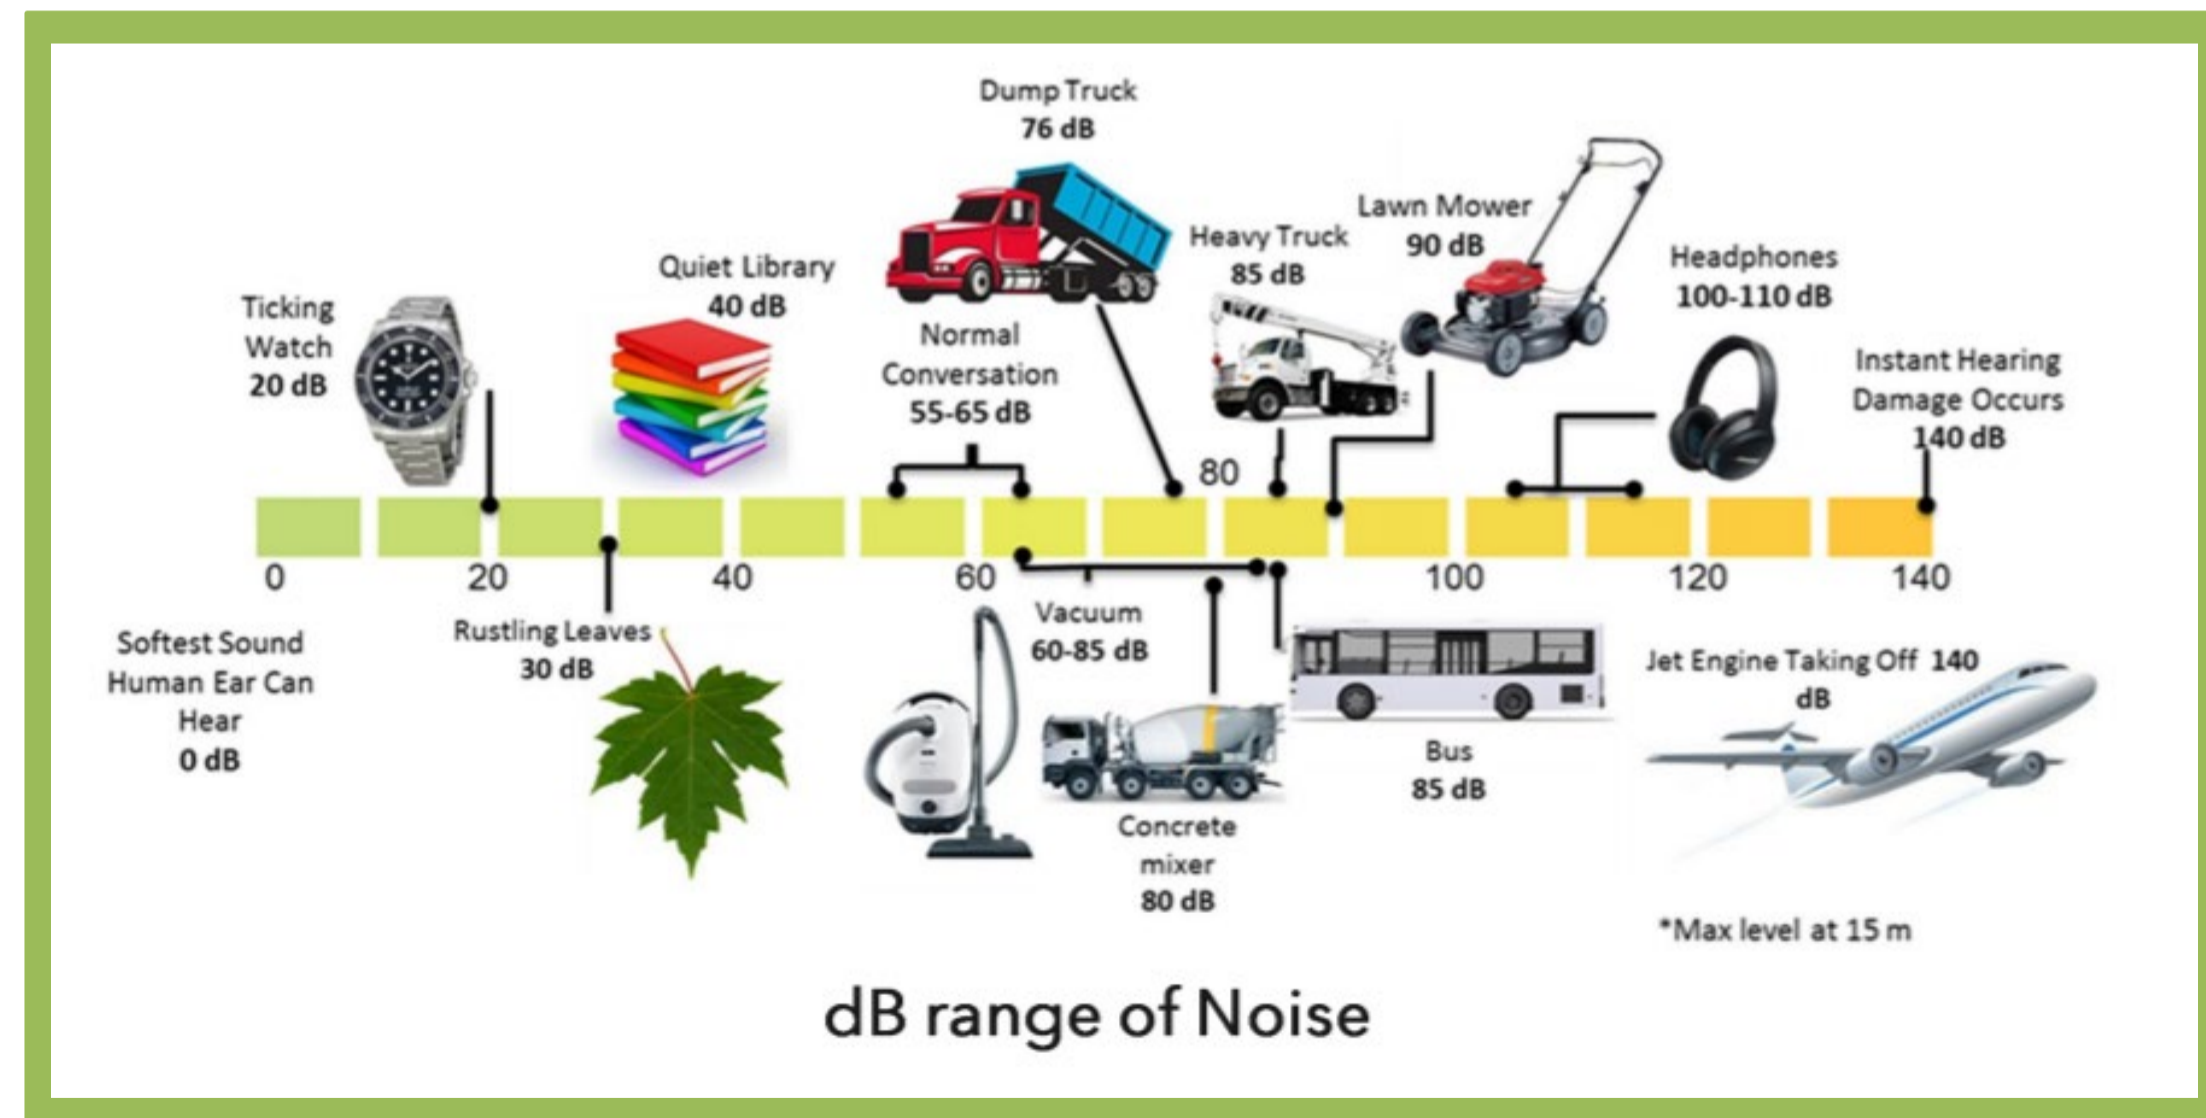 Dump Truck
76 dB
Lawn Mower
90 dB
Heavy Truck
85 dB
Quiet Library
40 dB
Headphones
100-110 dB
Ticking
Watch
20 dB
Normal
Conversation
55-65 dB
Instant Hearing
Damage Occurs
140 dB
80
0
20
40
60
100
120
140
Softest Sound
Human Ear Can
Hear
0 dB
Rustling Leaves
30 dB
Vacuum
60-85 dB
Jet Engine Taking Off 140
dB
Bus
85 dB
Concrete
mixer
80 dB
*Max level at 15 m
dB range of Noise